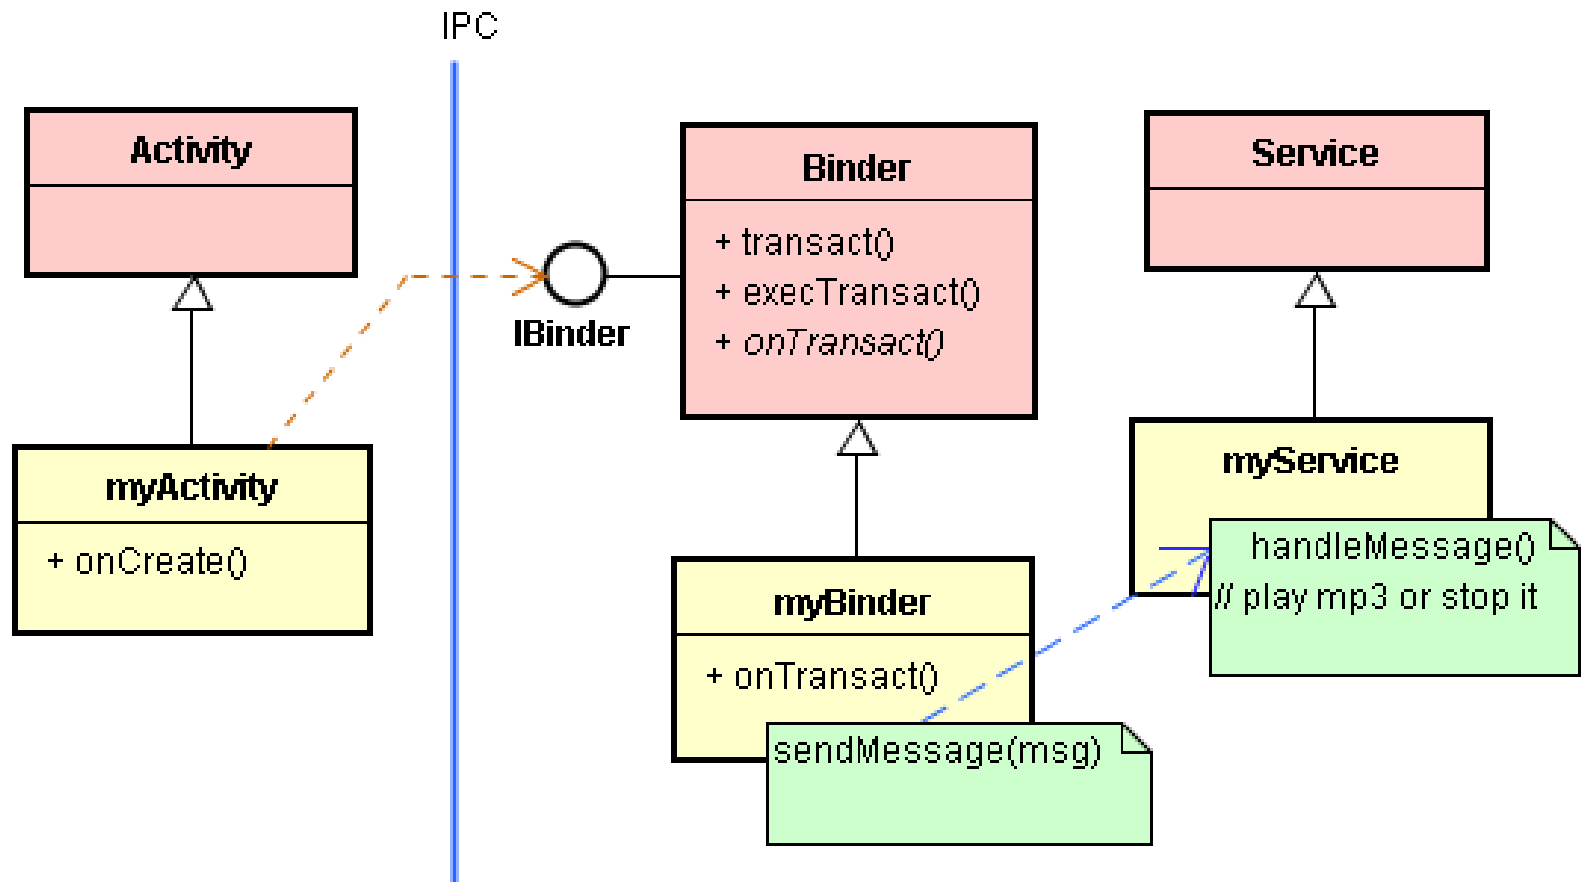 IPC
Activity
myActivity
+ onCreate()
IBinder
Binder
+ transact()
+ execTransact()
+ onTransact()
myBinder
+ onTransact()
sendMessage(msg)
Service
myService
handleMessage()
// play mp3 or stop it